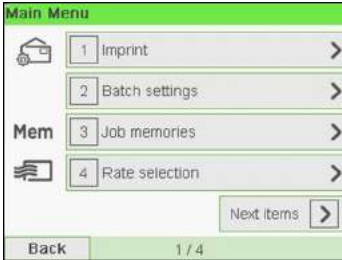 Main Menu
1 Imprint
2 Batch settings
Mem 3 Job memories
4 Rate selection
Next items
Back 1 / 4